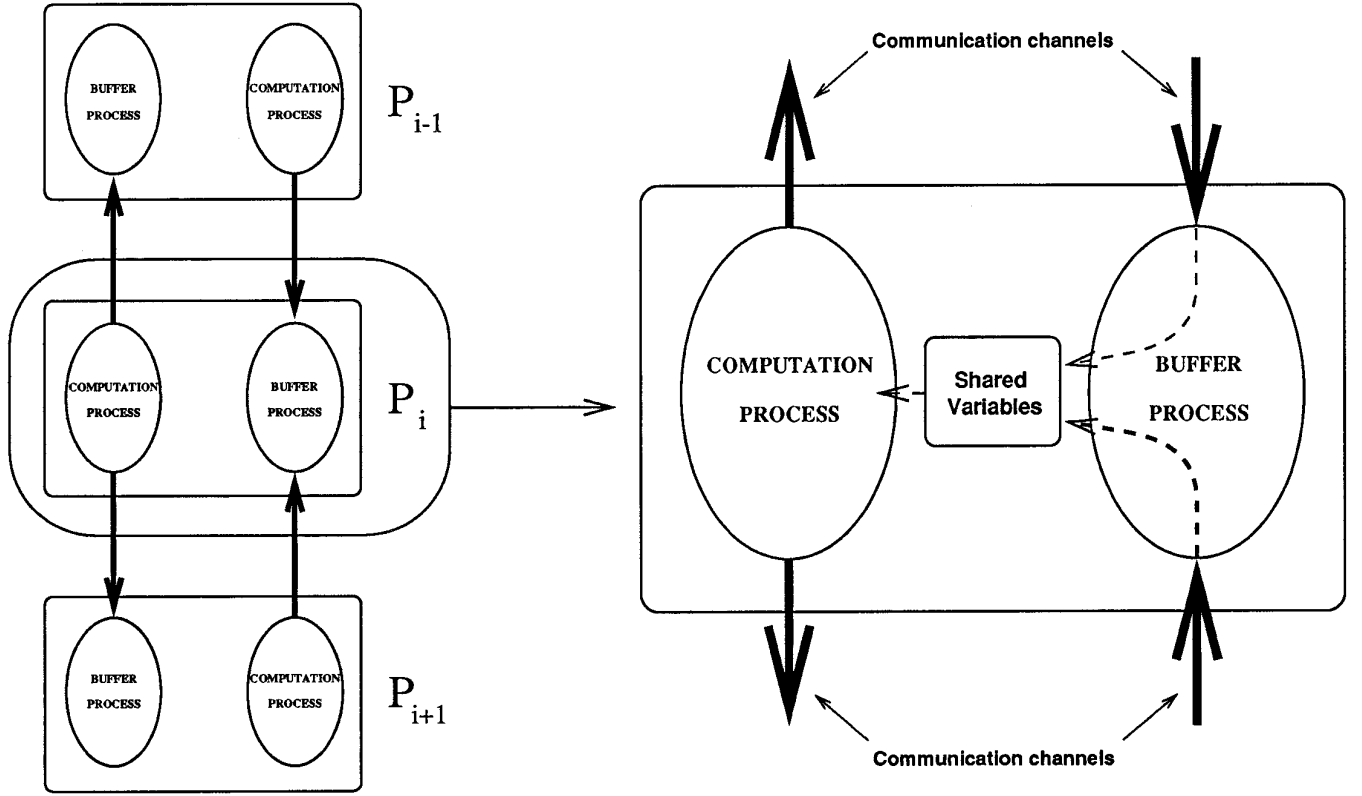 BUFFER
PROCESS
COMPUTATION
PROCESS
P i-1
COMPUTATION
PROCESS
BUFFER
PROCESS
P i
BUFFER
PROCESS
COMPUTATION
PROCESS
P i+1
Communication channels
COMPUTATION
PROCESS
Shared
Variables
BUFFER
PROCESS
Communication channels